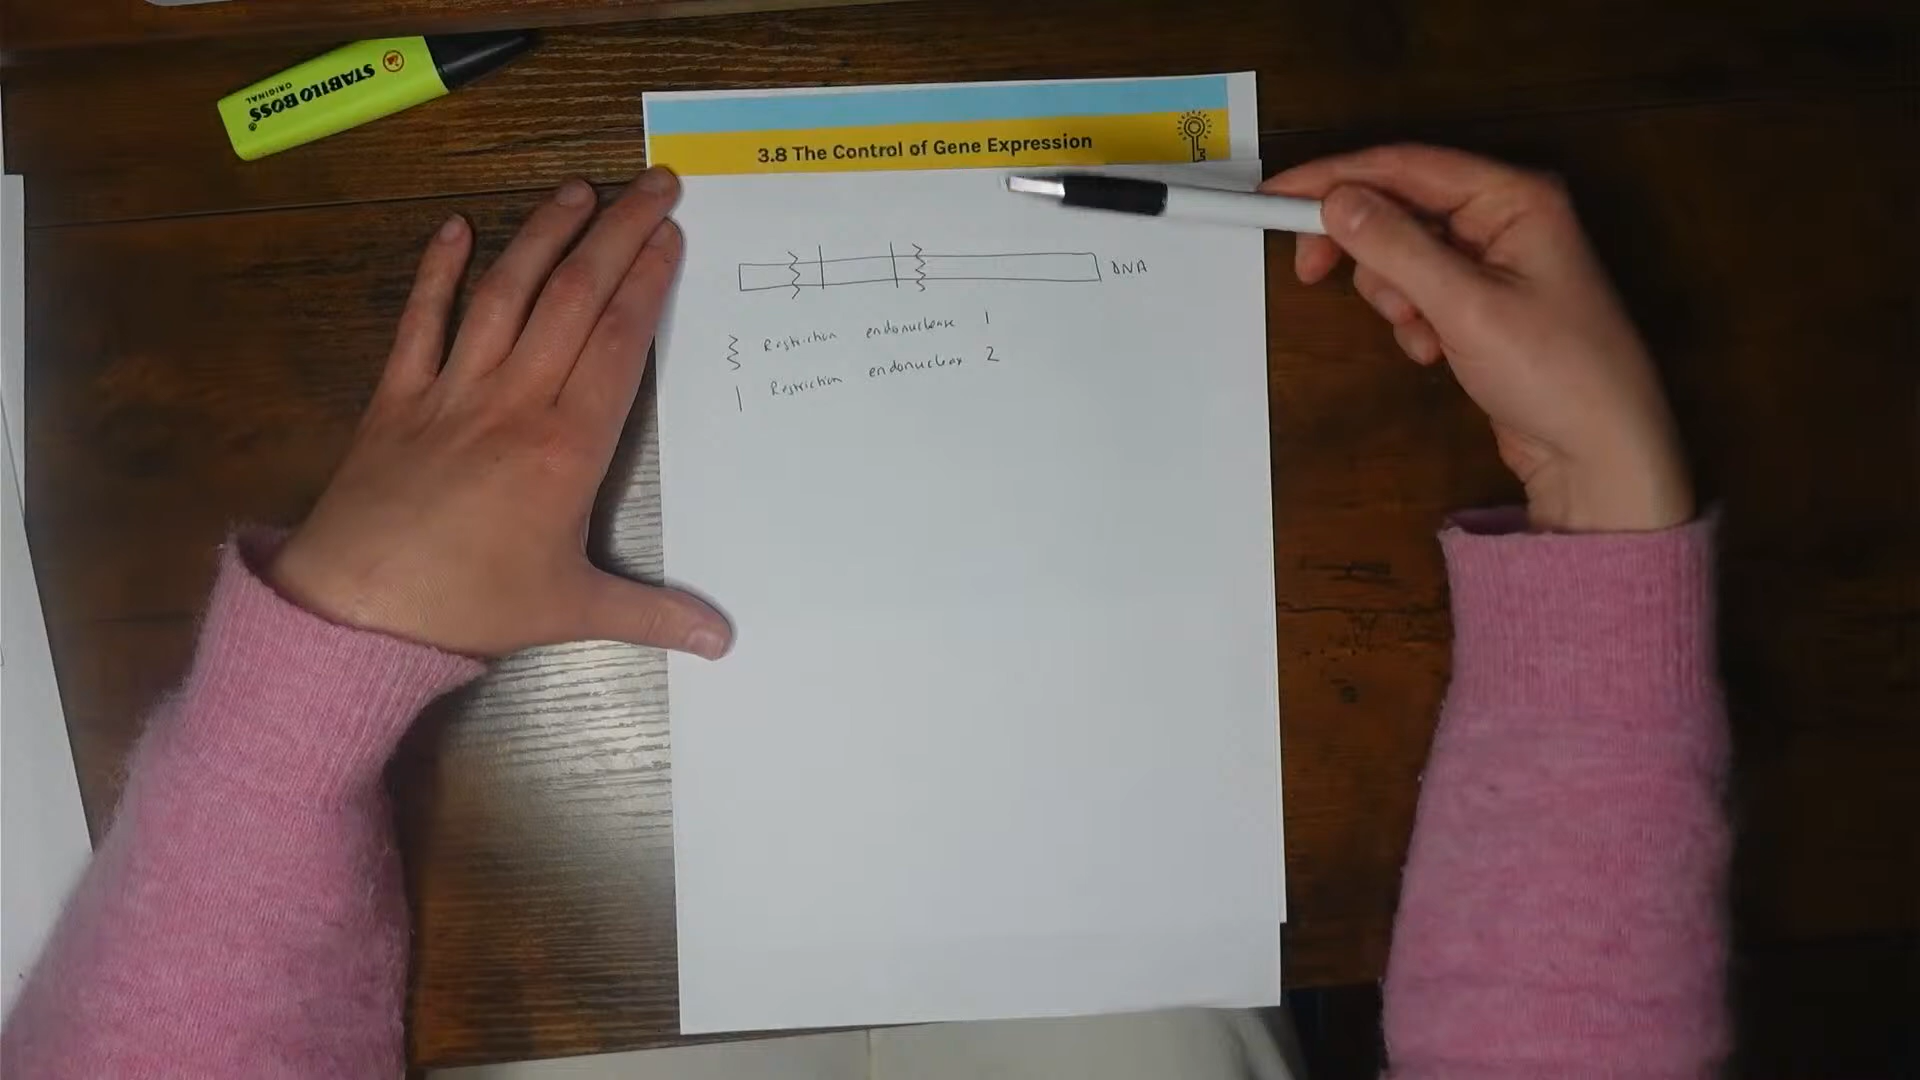 STABILO BOSS
ORIGINAL
3.8 The Control of Gene Expression
DNA
Restriction endonuclease 1
Restriction endonuclease 2